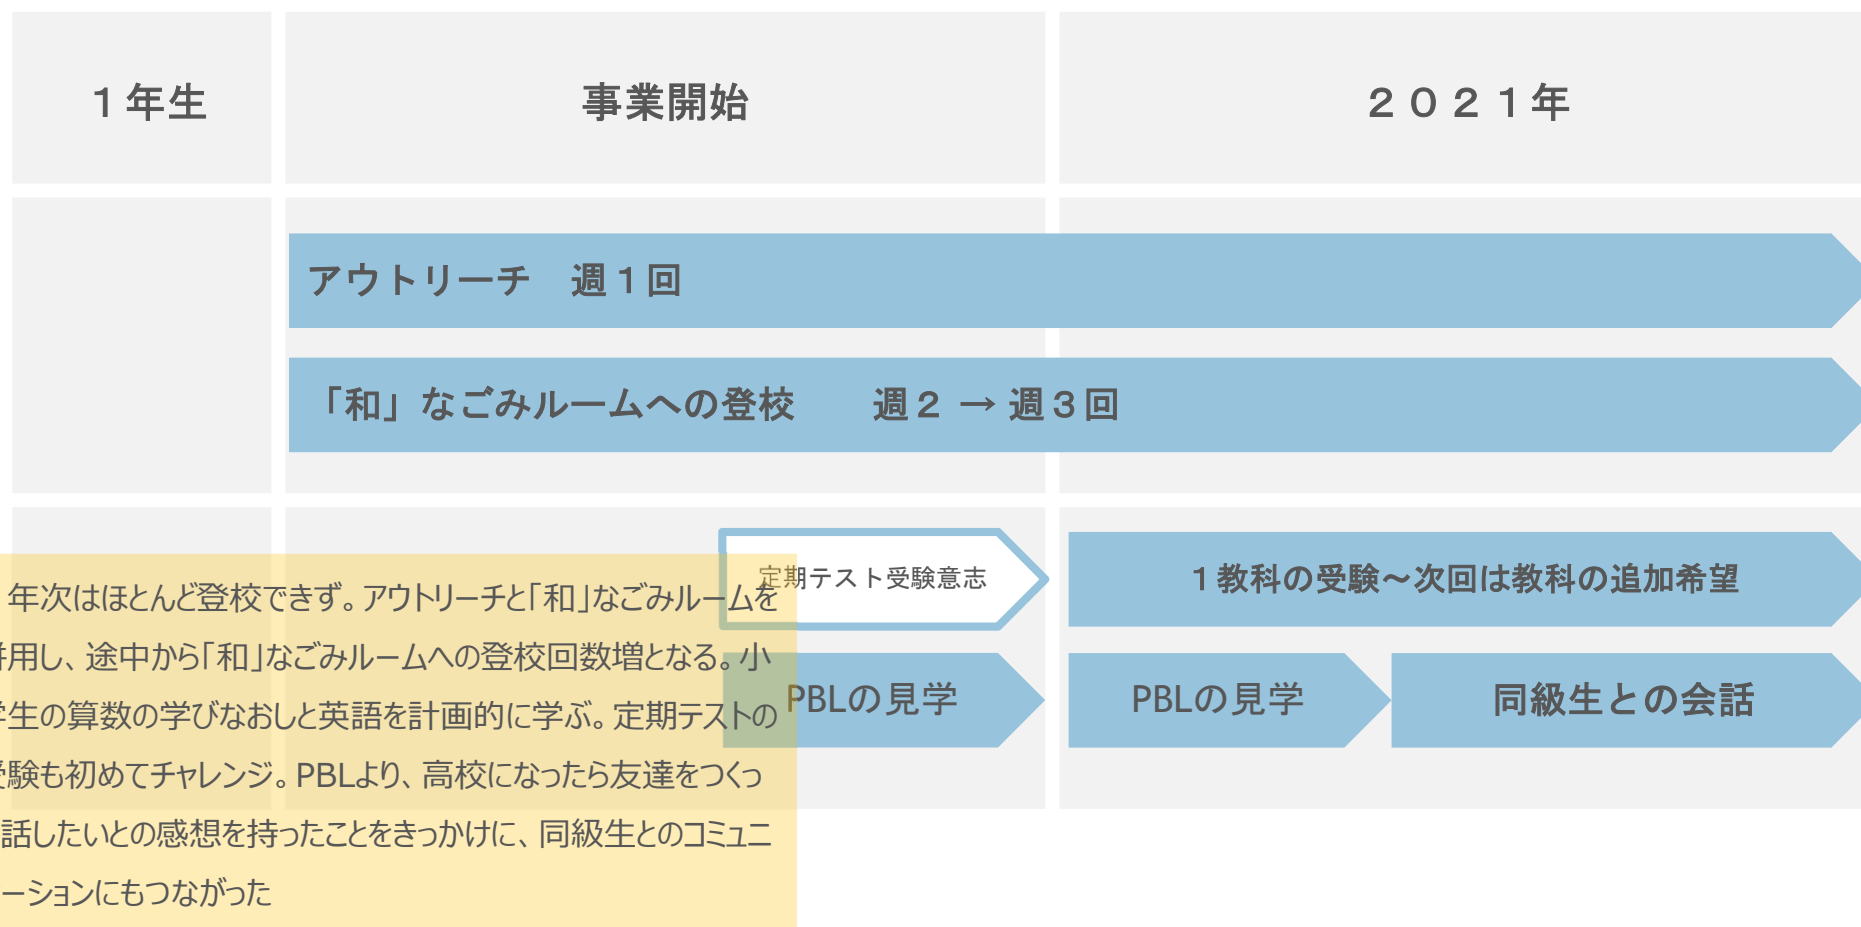 １年生
事業開始
２０２１年
アウトリーチ　週１回
「和」なごみルームへの登校　　週２ → 週３回
定期テスト受験意志
１教科の受験～次回は教科の追加希望
PBLの見学
PBLの見学
同級生との会話
年次はほとんど登校できず。アウトリーチと「和」なごみルームを
用し、途中から「和」なごみルームへの登校回数増となる。小
生の算数の学びなおしと英語を計画的に学ぶ。定期テストの
験も初めてチャレンジ。PBLより、高校になったら友達をつくっ
話したいとの感想を持ったことをきっかけに、同級生とのコミュニ
ーションにもつながった